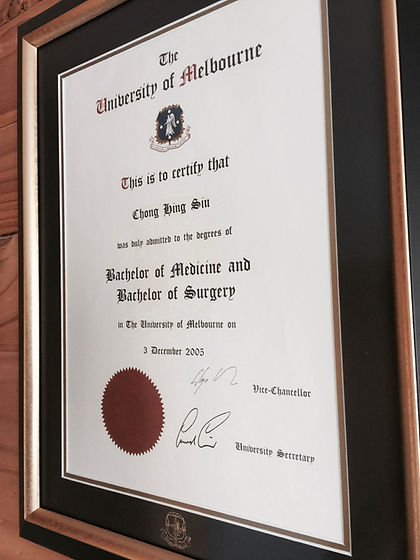 The
University of Melbourne
This is to certify that
Chong Hing Siu
was duly admitted to the degrees of
Bachelor of Medicine and
Bachelor of Surgery
in The University of Melbourne on
3 December 2005
Vice-Chancellor
University Secretary